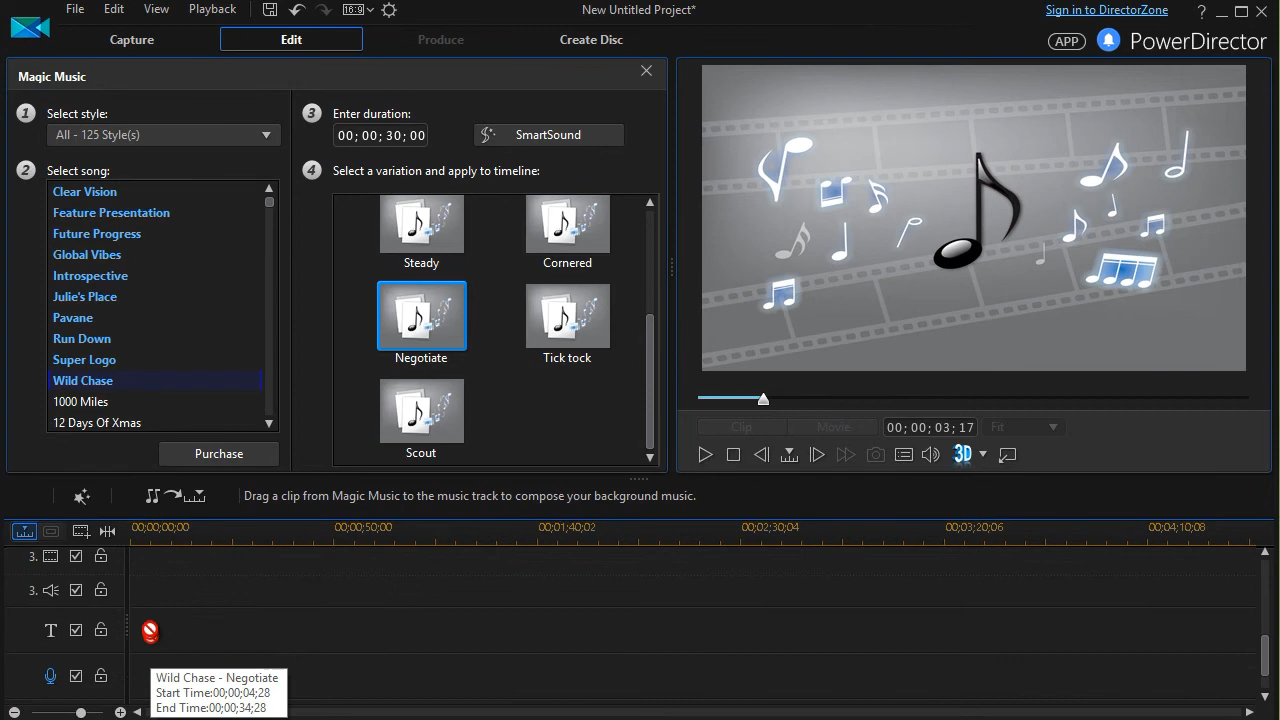 File Edit View Playback 16:9 New Untitled Project* Sign in to DirectorZone ?
Capture Edit Produce Create Disc APP PowerDirector
Magic Music
1 Select style:
All - 125 Style(s)
2 Select song:
Clear Vision
Feature Presentation
Future Progress
Global Vibes
Introspective
Julie's Place
Pavane
Run Down
Super Logo
Wild Chase
1000 Miles
12 Days Of Xmas
Purchase
3 Enter duration:
00; 00; 30; 00 SmartSound
4 Select a variation and apply to timeline:
Steady Cornered
Negotiate Tick tock
Scout
Clip Movie 00; 00; 03; 17 Fit
3D
Drag a clip from Magic Music to the music track to compose your background music.
00;00;00;00 00;00;50;00 00;01;40;02 00;02;30;04 00;03;20;06 00;04;10;08
3.
3.
T
Wild Chase - Negotiate
Start Time:00;00;04;28
End Time:00;00;34;28